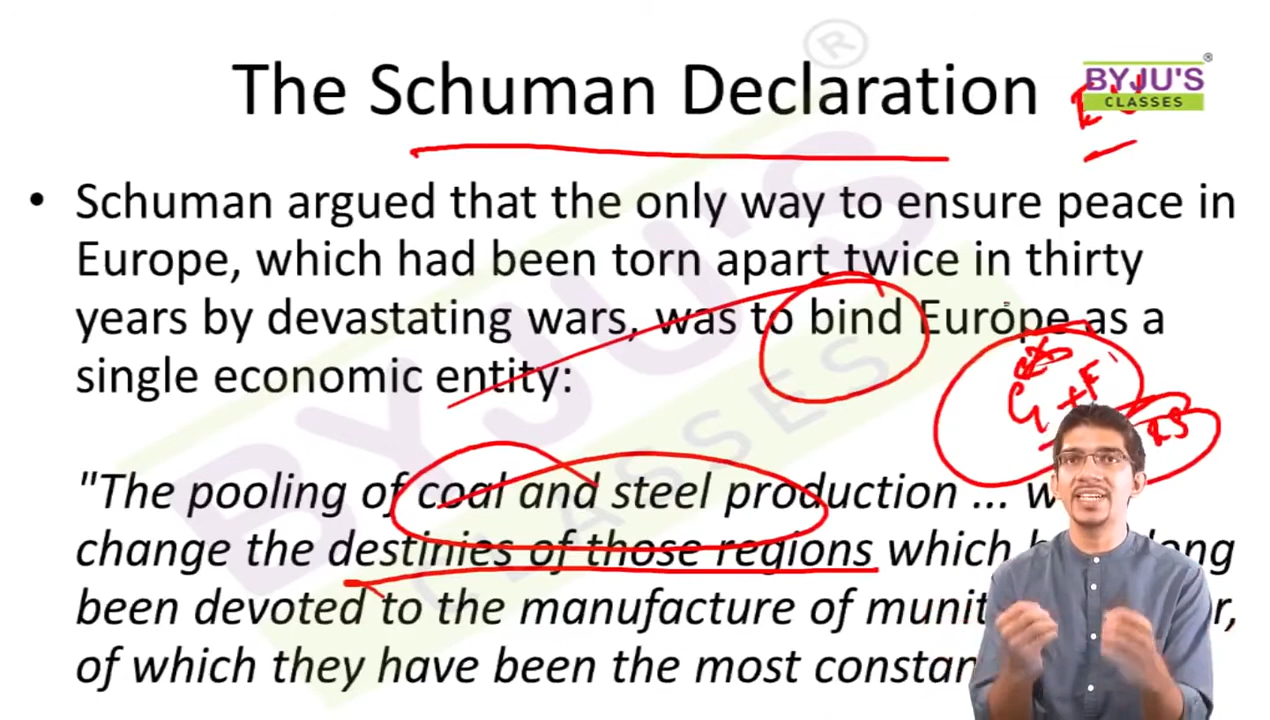 The Schuman Declaration
BYJU'S
CLASSES
• Schuman argued that the only way to ensure peace in
Europe, which had been torn apart twice in thirty
years by devastating wars, was to bind Europe as a
single economic entity:
"The pooling of coal and steel production ...
change the destinies of those regions which
been devoted to the manufacture of
of which they have been the most
G + F